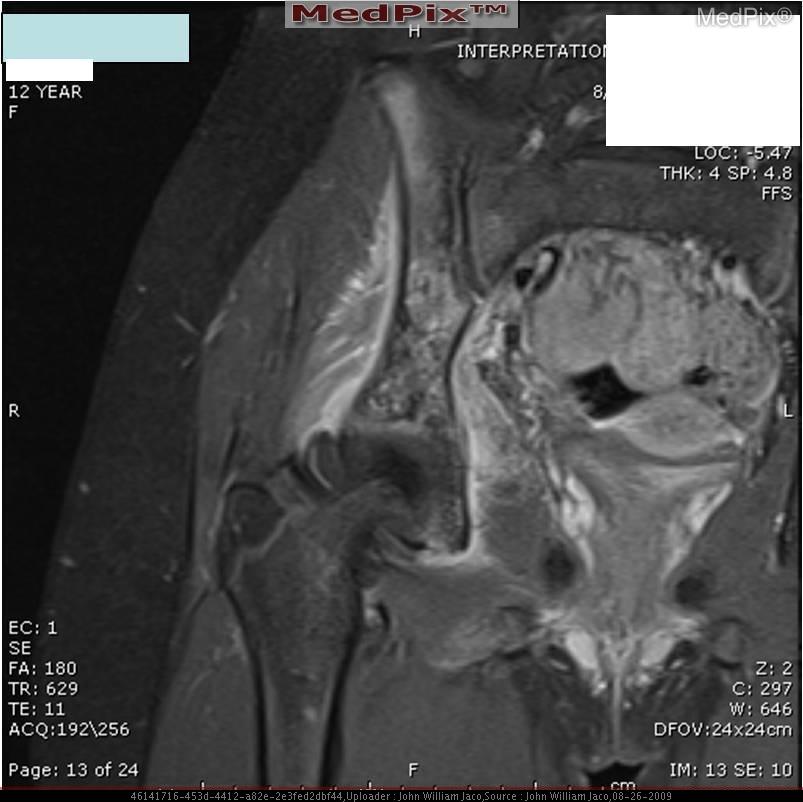 MedPix™
MedPix®
H
INTERPRETATION
12 YEAR
F
8/
LOC: -5.47
THK: 4 SP: 4.8
FFS
R
L
EC: 1
SE
FA: 180
TR: 629
TE: 11
ACQ:192\256
Page: 13 of 24
F
Z: 2
C: 297
W: 646
DFOV:24x24cm
IM: 13 SE: 10
cm
46141716-453d-4412-a82e-2e3fed2dbf44,Uploader : John William Jaco,Source : John William Jaco,08-26-2009